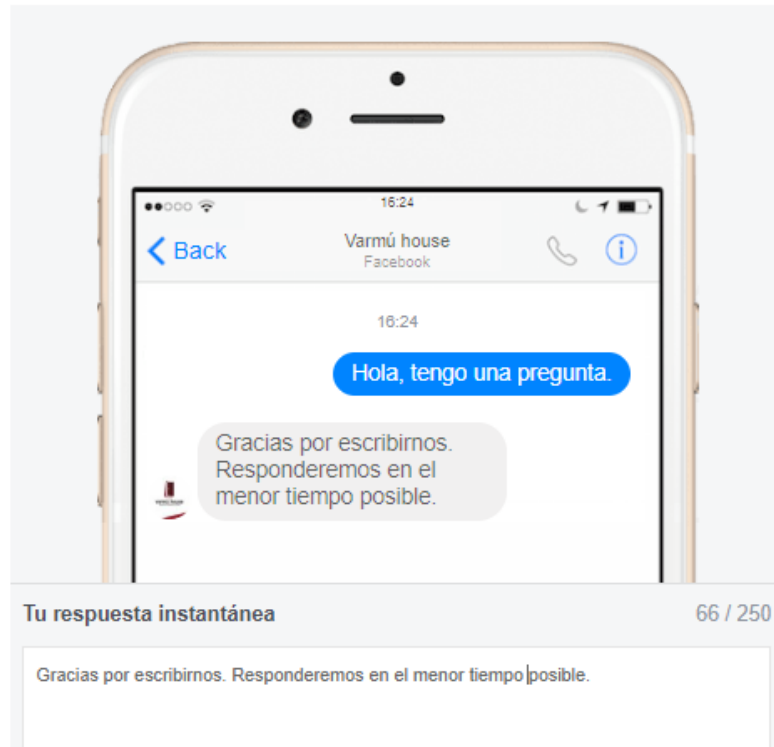 16:24
Back
Varmú house
Facebook
16:24
Hola, tengo una pregunta.
Gracias por escribirnos.
Responderemos en el
menor tiempo posible.
Tu respuesta instantánea 66 / 250
Gracias por escribirnos. Responderemos en el menor tiempo posible.